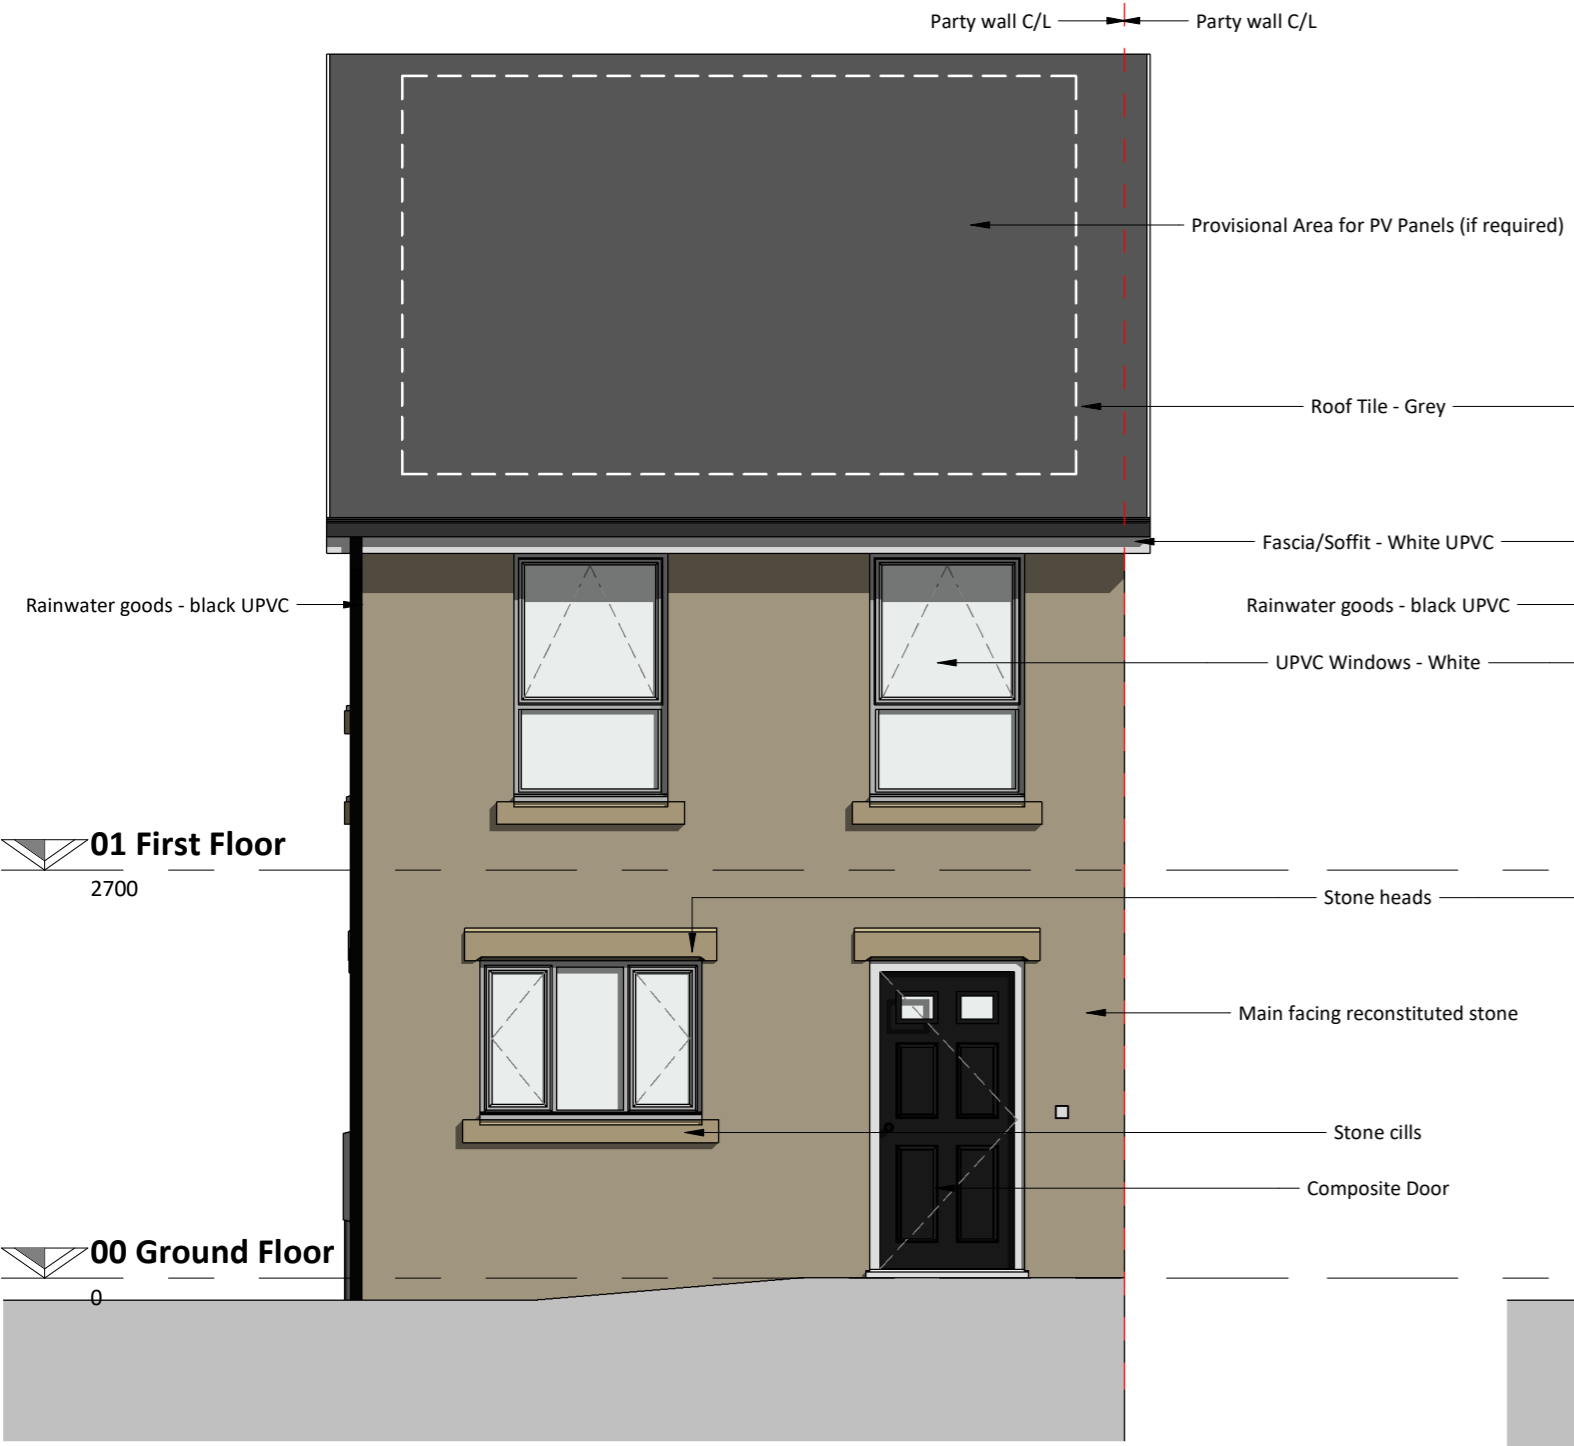 Party wall C/L
Party wall C/L
Provisional Area for PV Panels (if required)
Roof Tile - Grey
Fascia/Soffit - White UPVC
Rainwater goods - black UPVC
Rainwater goods - black UPVC
UPVC Windows - White
01 First Floor
2700
Stone heads
Main facing reconstituted stone
Stone cills
Composite Door
00 Ground Floor
0